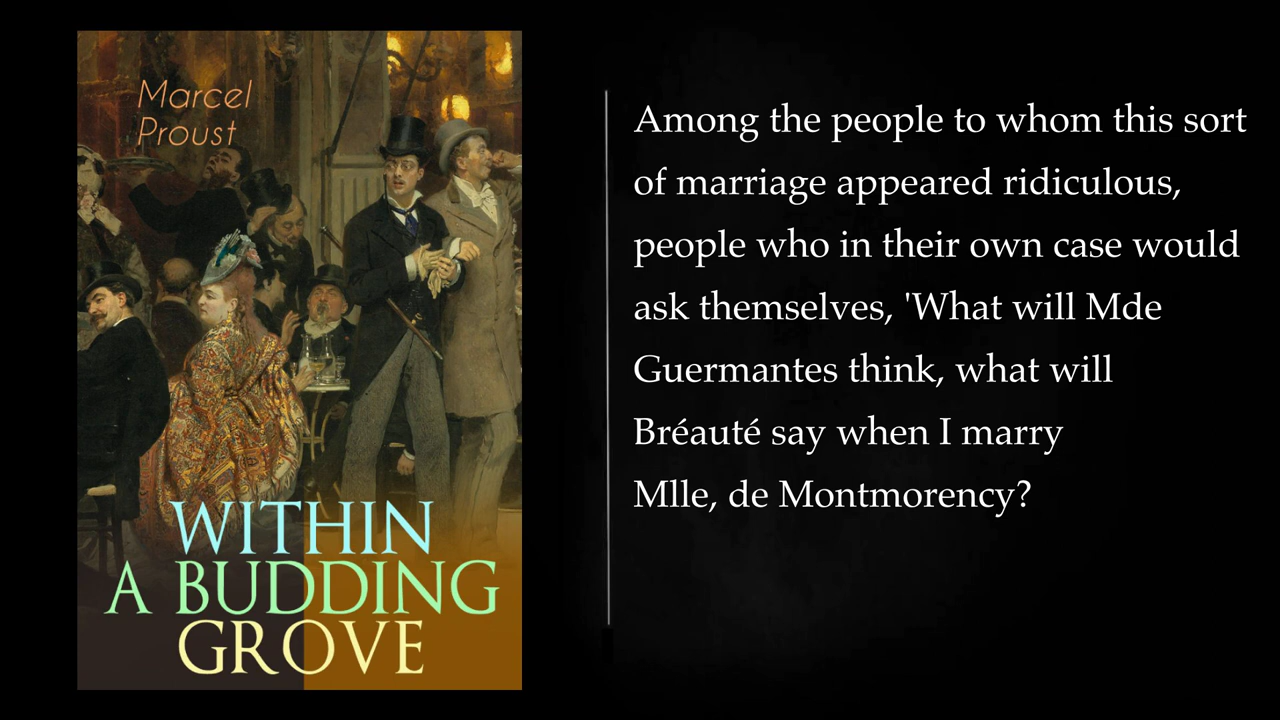 Marcel
Proust
WITHIN
A BUDDING
GROVE
Among the people to whom this sort
of marriage appeared ridiculous,
people who in their own case would
ask themselves, 'What will Mde
Guermantes think, what will
Bréauté say when I marry
Mlle, de Montmorency?